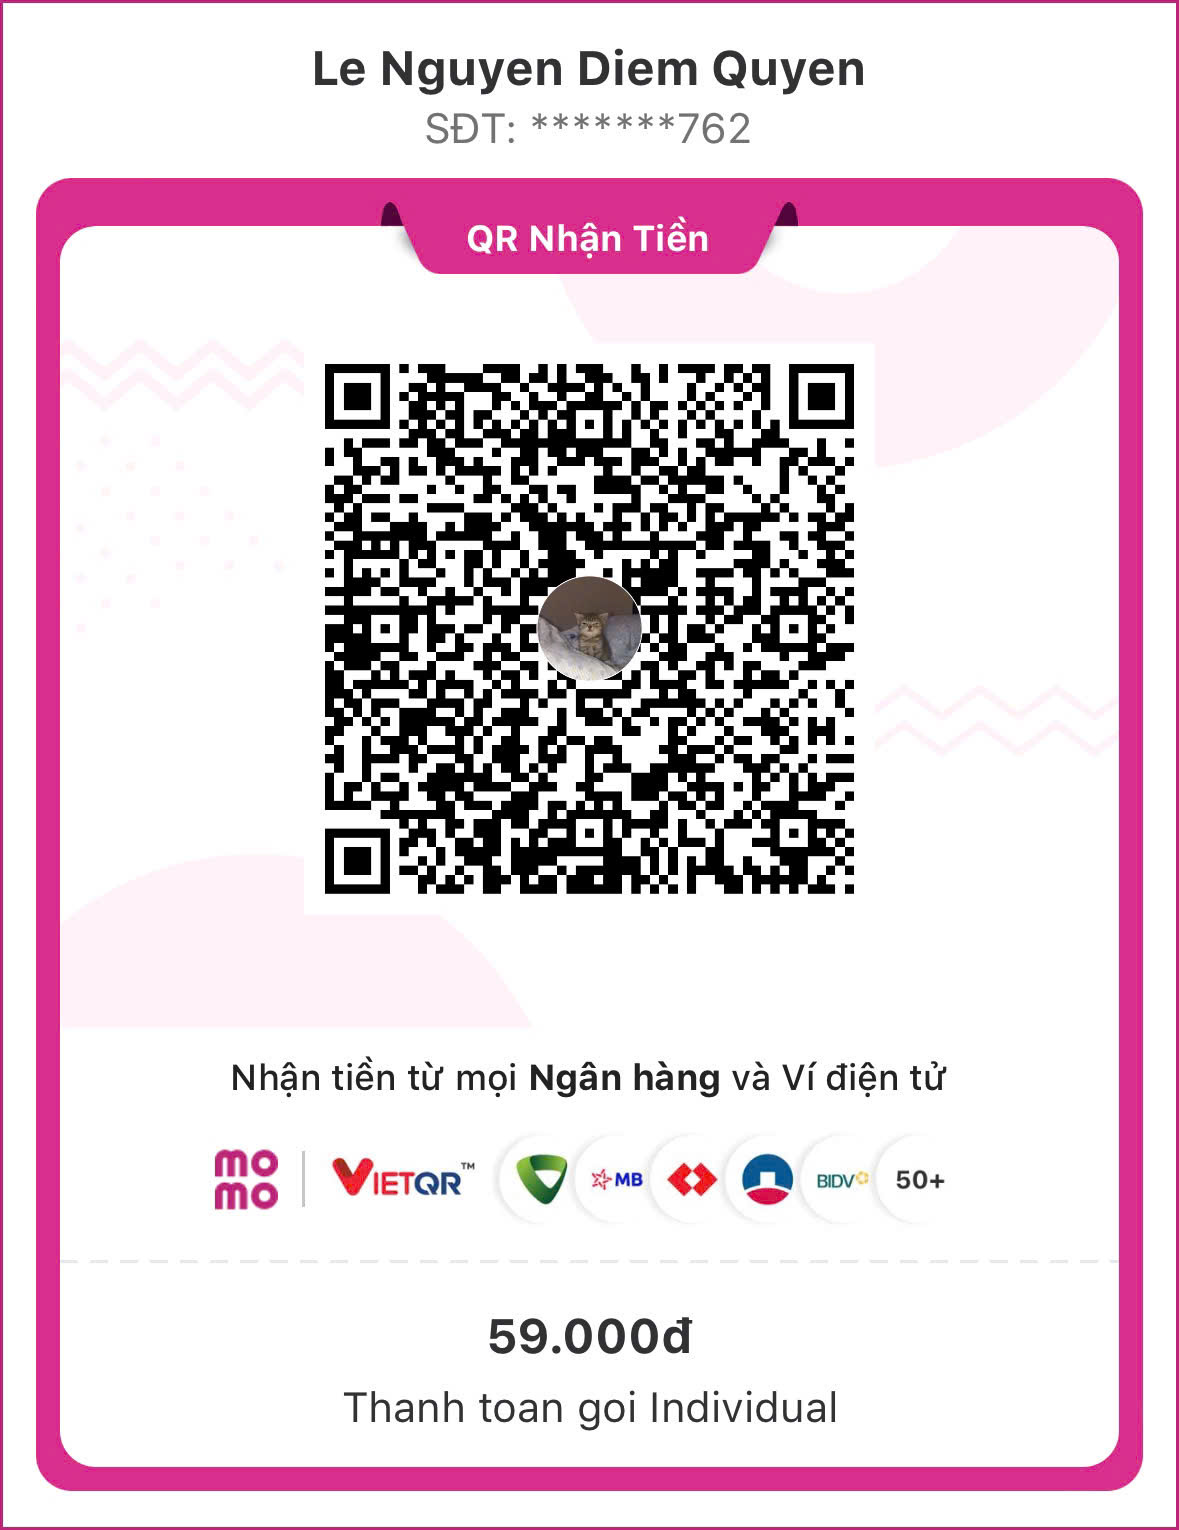 Le Nguyen Diem Quyen
SĐT: *******762
QR Nhận Tiền
Nhận tiền từ mọi Ngân hàng và Ví điện tử
mo
mo
VIETQR™
MB
BIDV
50+
59.000đ
Thanh toan goi Individual